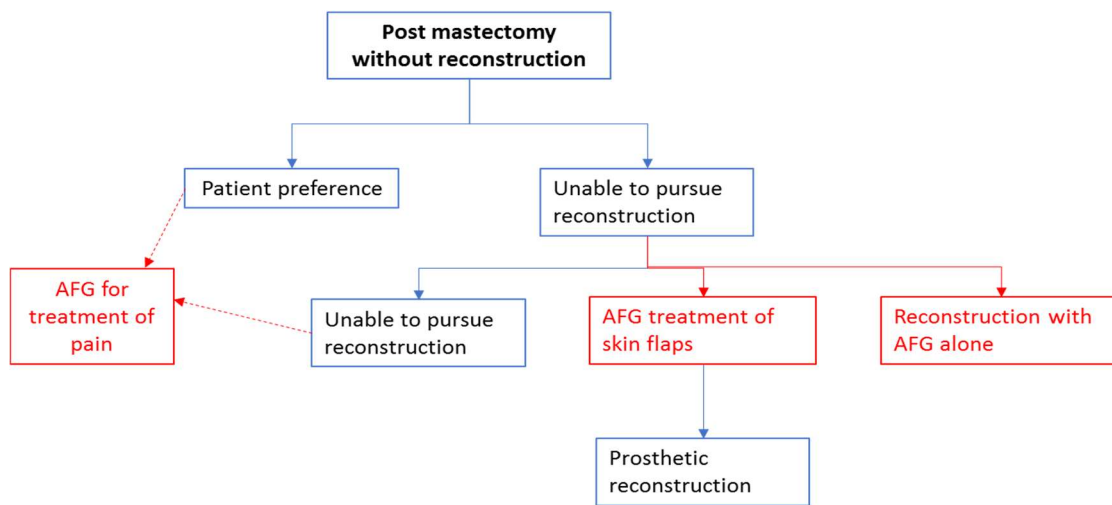 Post mastectomy
without reconstruction
Patient preference
Unable to pursue
reconstruction
AFG for
treatment of
pain
Unable to pursue
reconstruction
AFG treatment of
skin flaps
Reconstruction with
AFG alone
Prosthetic
reconstruction